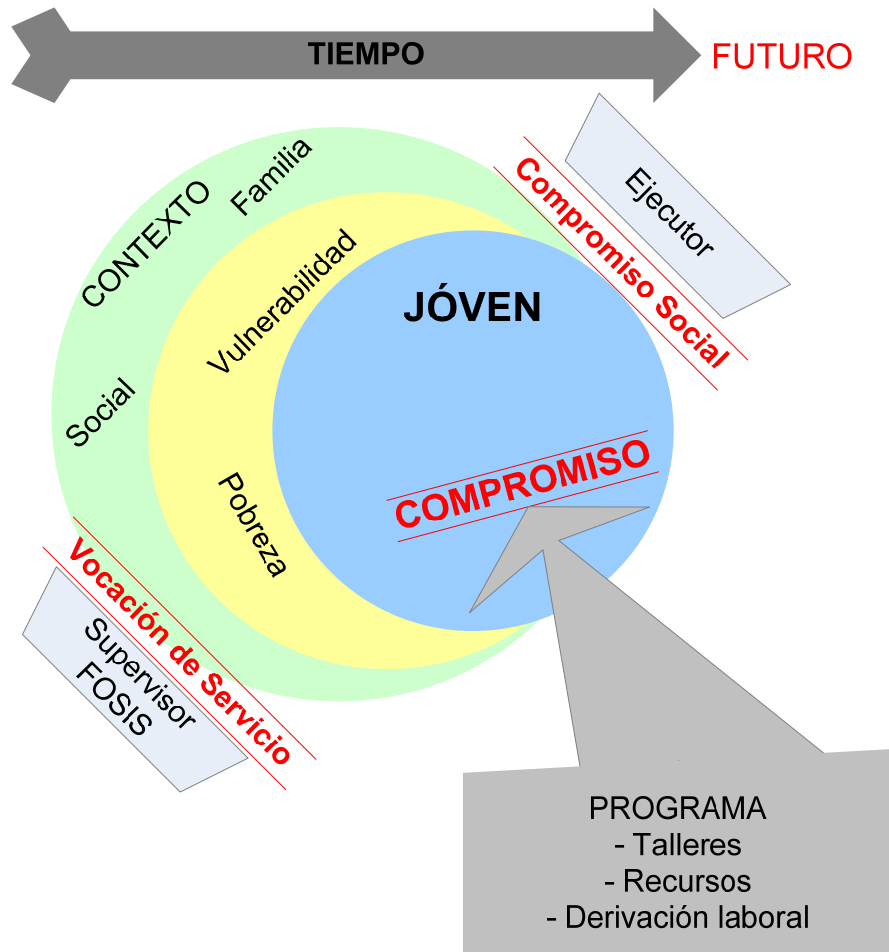 TIEMPO
FUTURO
Familia
CONTEXTO
Compromiso Social
Ejecutor
Vulnerabilidad
JÓVEN
Social
COMPROMISO
Pobreza
Vocación de Servicio
Supervisor
FOSIS
PROGRAMA
- Talleres
- Recursos
- Derivación laboral